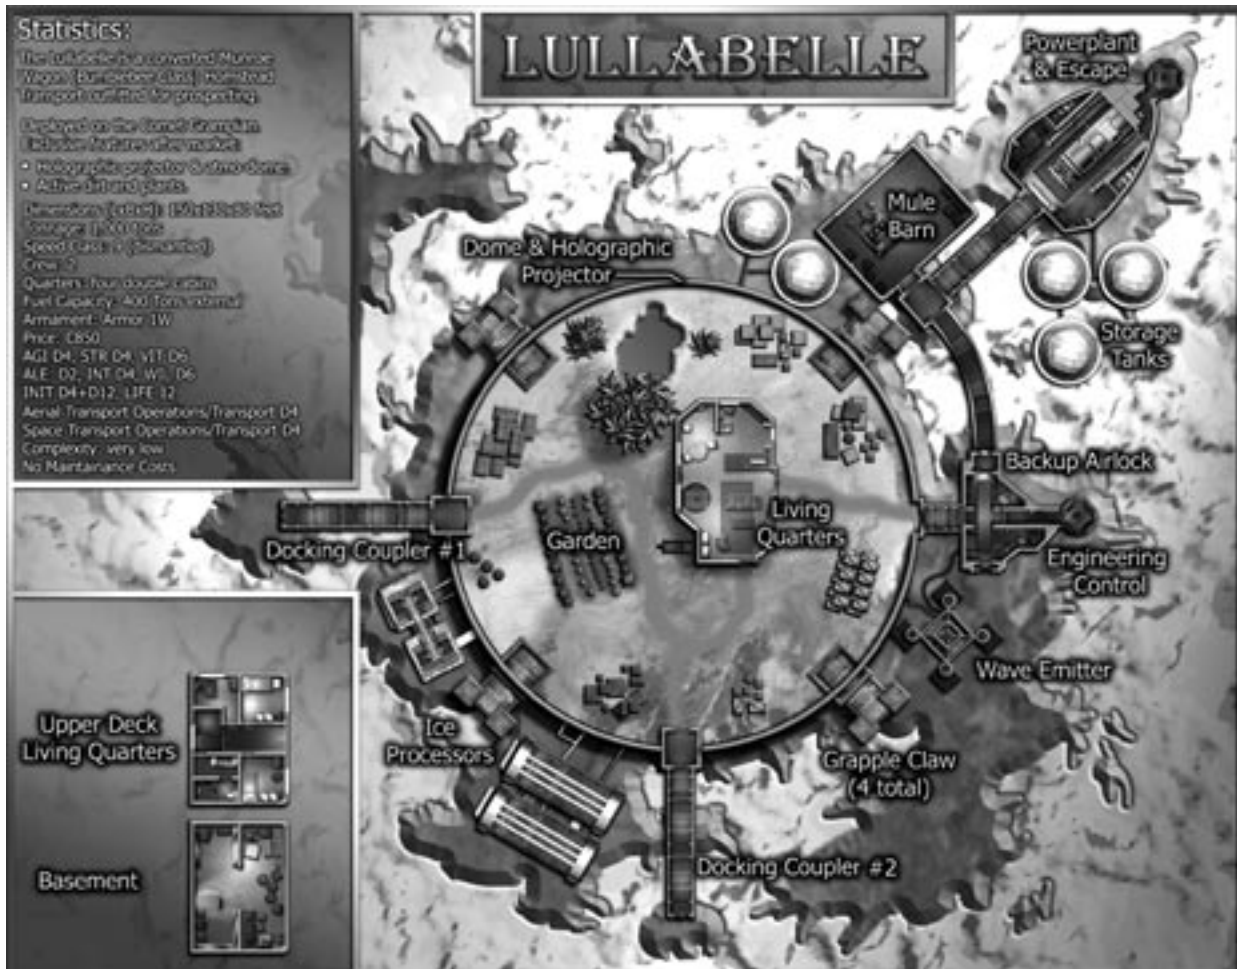 Statistics:
The Lullabelle is a converted Munroe
Wagon (Bumblebee Class) Homstead
Transport outfitted for prospecting.
Deployed on the Comet: Grampian.
Exclusive features after market:
• Holographic projector & atmo-dome.
• Active dirt and plants.
Dimensions (LxBxH): feet
Tonnage: 1,000 tons
Speed Class: (dismantled)
Crew: 2
Quarters: four double cabins
Fuel Capacity: 400 Tons external
Armament: Armor 1W
Price: C850
AGI D4, STR D4, VIT D6
ALE D2, INT D4, WIL D6
INIT D4+D12, LIFE 12
Aerial Transport Operations/Transport D4
Space Transport Operations/Transport D4
Complexity: very low
No Maintainance Costs
LULLABELLE
Powerplant
& Escape
Mule
Barn
Dome & Holographic
Projector
Storage
Tanks
Backup Airlock
Living
Quarters
Garden
Docking Coupler #1
Engineering
Control
Wave Emitter
Ice
Processors
Grapple Claw
(4 total)
Docking Coupler #2
Upper Deck
Living Quarters
Basement